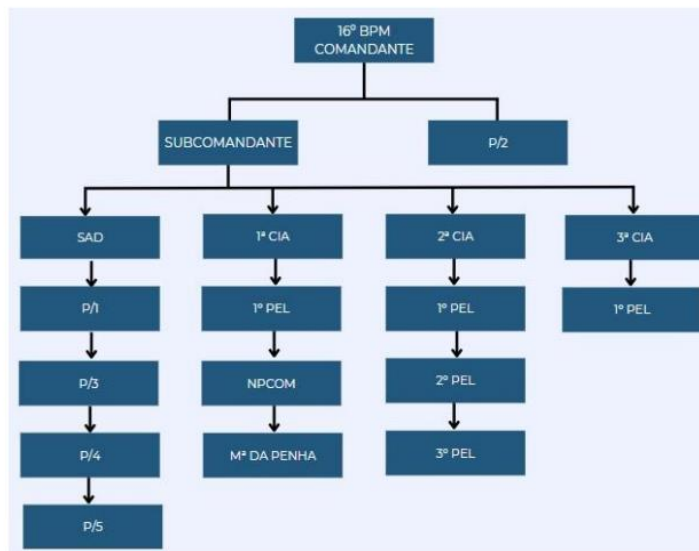 16º BPM
COMANDANTE
SUBCOMANDANTE
P/2
SAD
1ª CIA
2ª CIA
3ª CIA
P/1
1º PEL
1º PEL
1º PEL
P/3
NPCOM
2º PEL
P/4
Mª DA PENHA
3º PEL
P/5